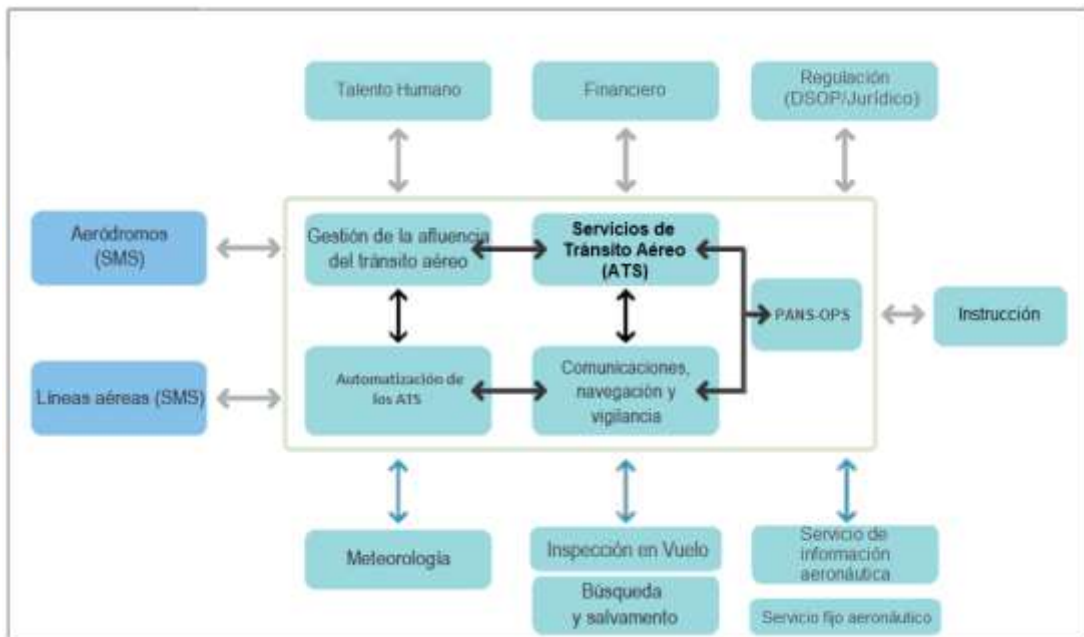 Talento Humano
Financiero
Regulación
(DSOP/Jurídico)
Aeródromos
(SMS)
Gestión de la afluencia
del tránsito aéreo
Servicios de
Tránsito Aéreo
(ATS)
PANS-OPS
Instrucción
Líneas aéreas (SMS)
Automatización de
los ATS
Comunicaciones,
navegación y
vigilancia
Meteorología
Inspección en Vuelo
Búsqueda
y salvamento
Servicio de
información
aeronáutica
Servicio fijo aeronáutico